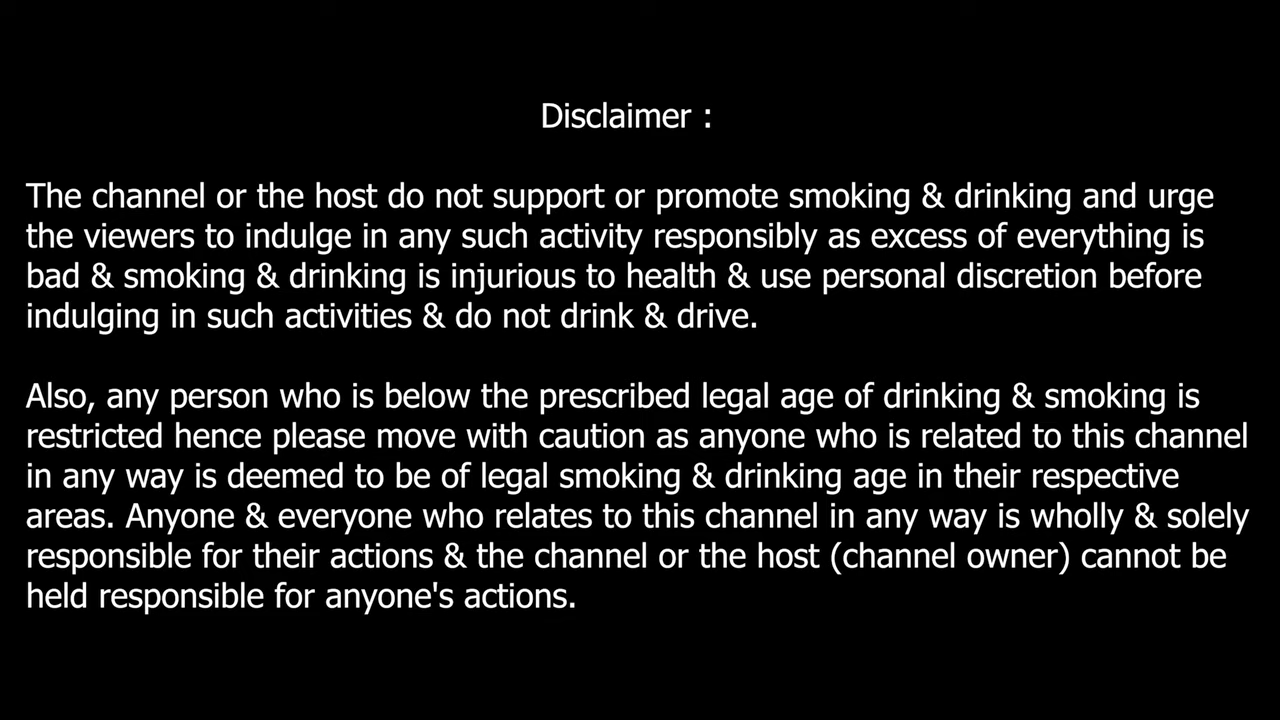 Disclaimer :
The channel or the host do not support or promote smoking & drinking and urge
the viewers to indulge in any such activity responsibly as excess of everything is
bad & smoking & drinking is injurious to health & use personal discretion before
indulging in such activities & do not drink & drive.
Also, any person who is below the prescribed legal age of drinking & smoking is
restricted hence please move with caution as anyone who is related to this channel
in any way is deemed to be of legal smoking & drinking age in their respective
areas. Anyone & everyone who relates to this channel in any way is wholly & solely
responsible for their actions & the channel or the host (channel owner) cannot be
held responsible for anyone's actions.